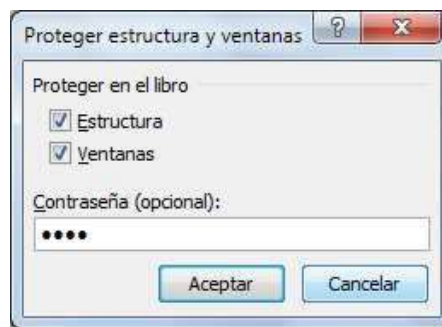 Proteger estructura y ventanas
Proteger en el libro
Estructura
Ventanas
Contraseña (opcional):
••••
Aceptar Cancelar